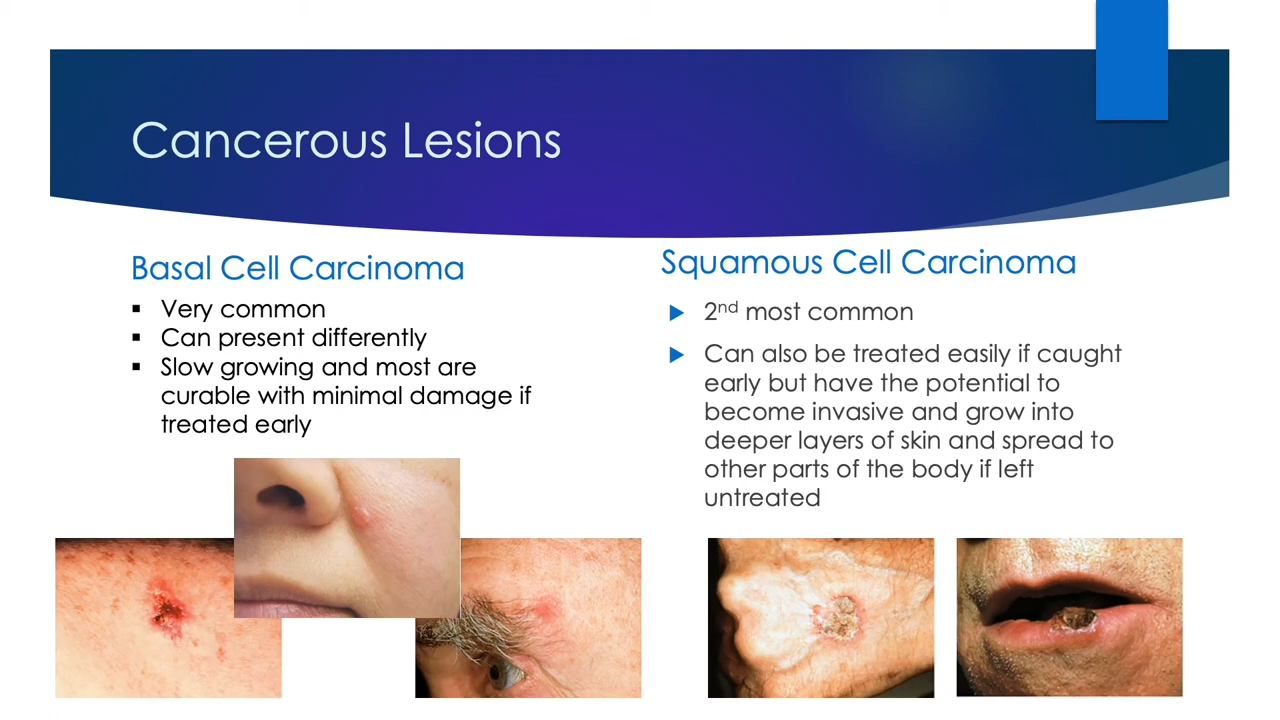 Cancerous Lesions
Basal Cell Carcinoma
▪ Very common
▪ Can present differently
▪ Slow growing and most are
curable with minimal damage if
treated early
Squamous Cell Carcinoma
2nd most common
Can also be treated easily if caught
early but have the potential to
become invasive and grow into
deeper layers of skin and spread to
other parts of the body if left
untreated